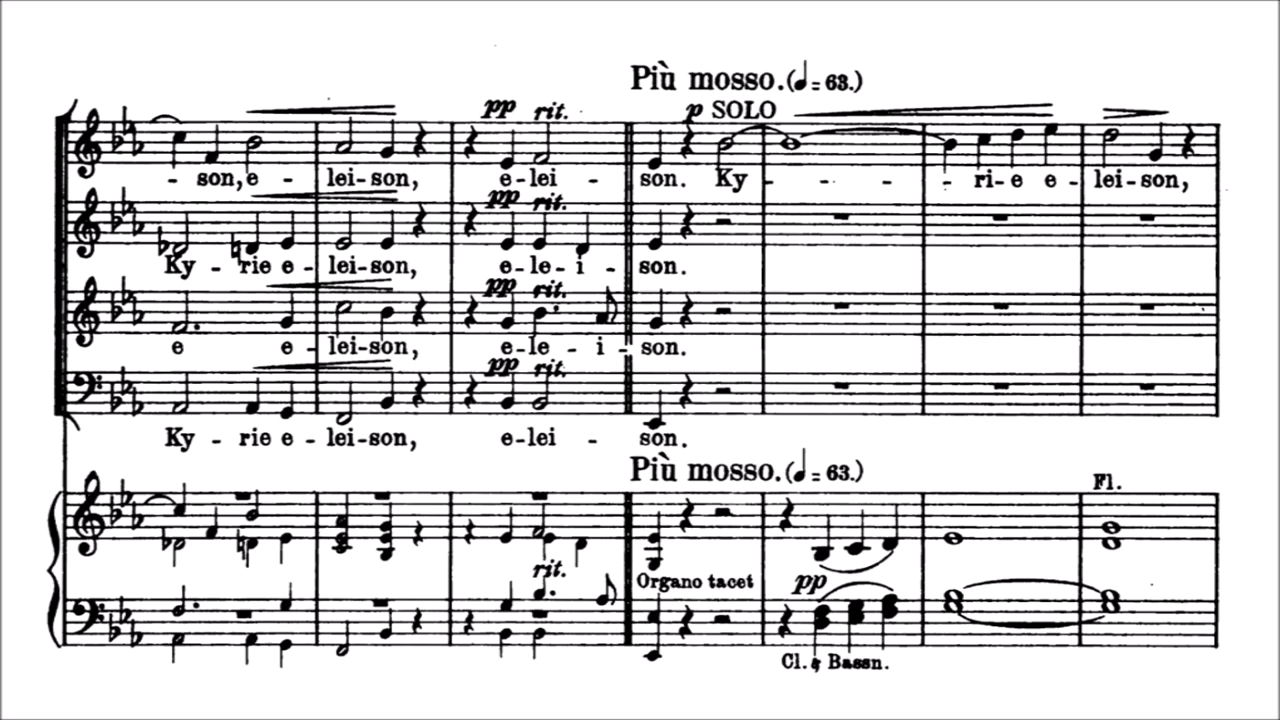 Più mosso. (♩= 63.)
pp rit. p SOLO
- son, e - lei - son, e - lei - son. Ky - - - - ri - e e - lei - son,
pp rit.
Ky - rie e - lei - son, e - le - i - son.
pp rit.
e e - lei - son, e - le - i - son.
pp rit.
Ky - rie e - lei - son, e - lei - son.
Più mosso. (♩= 63.)
Fl.
rit. Organo tacet pp
Cl. & Bassn.